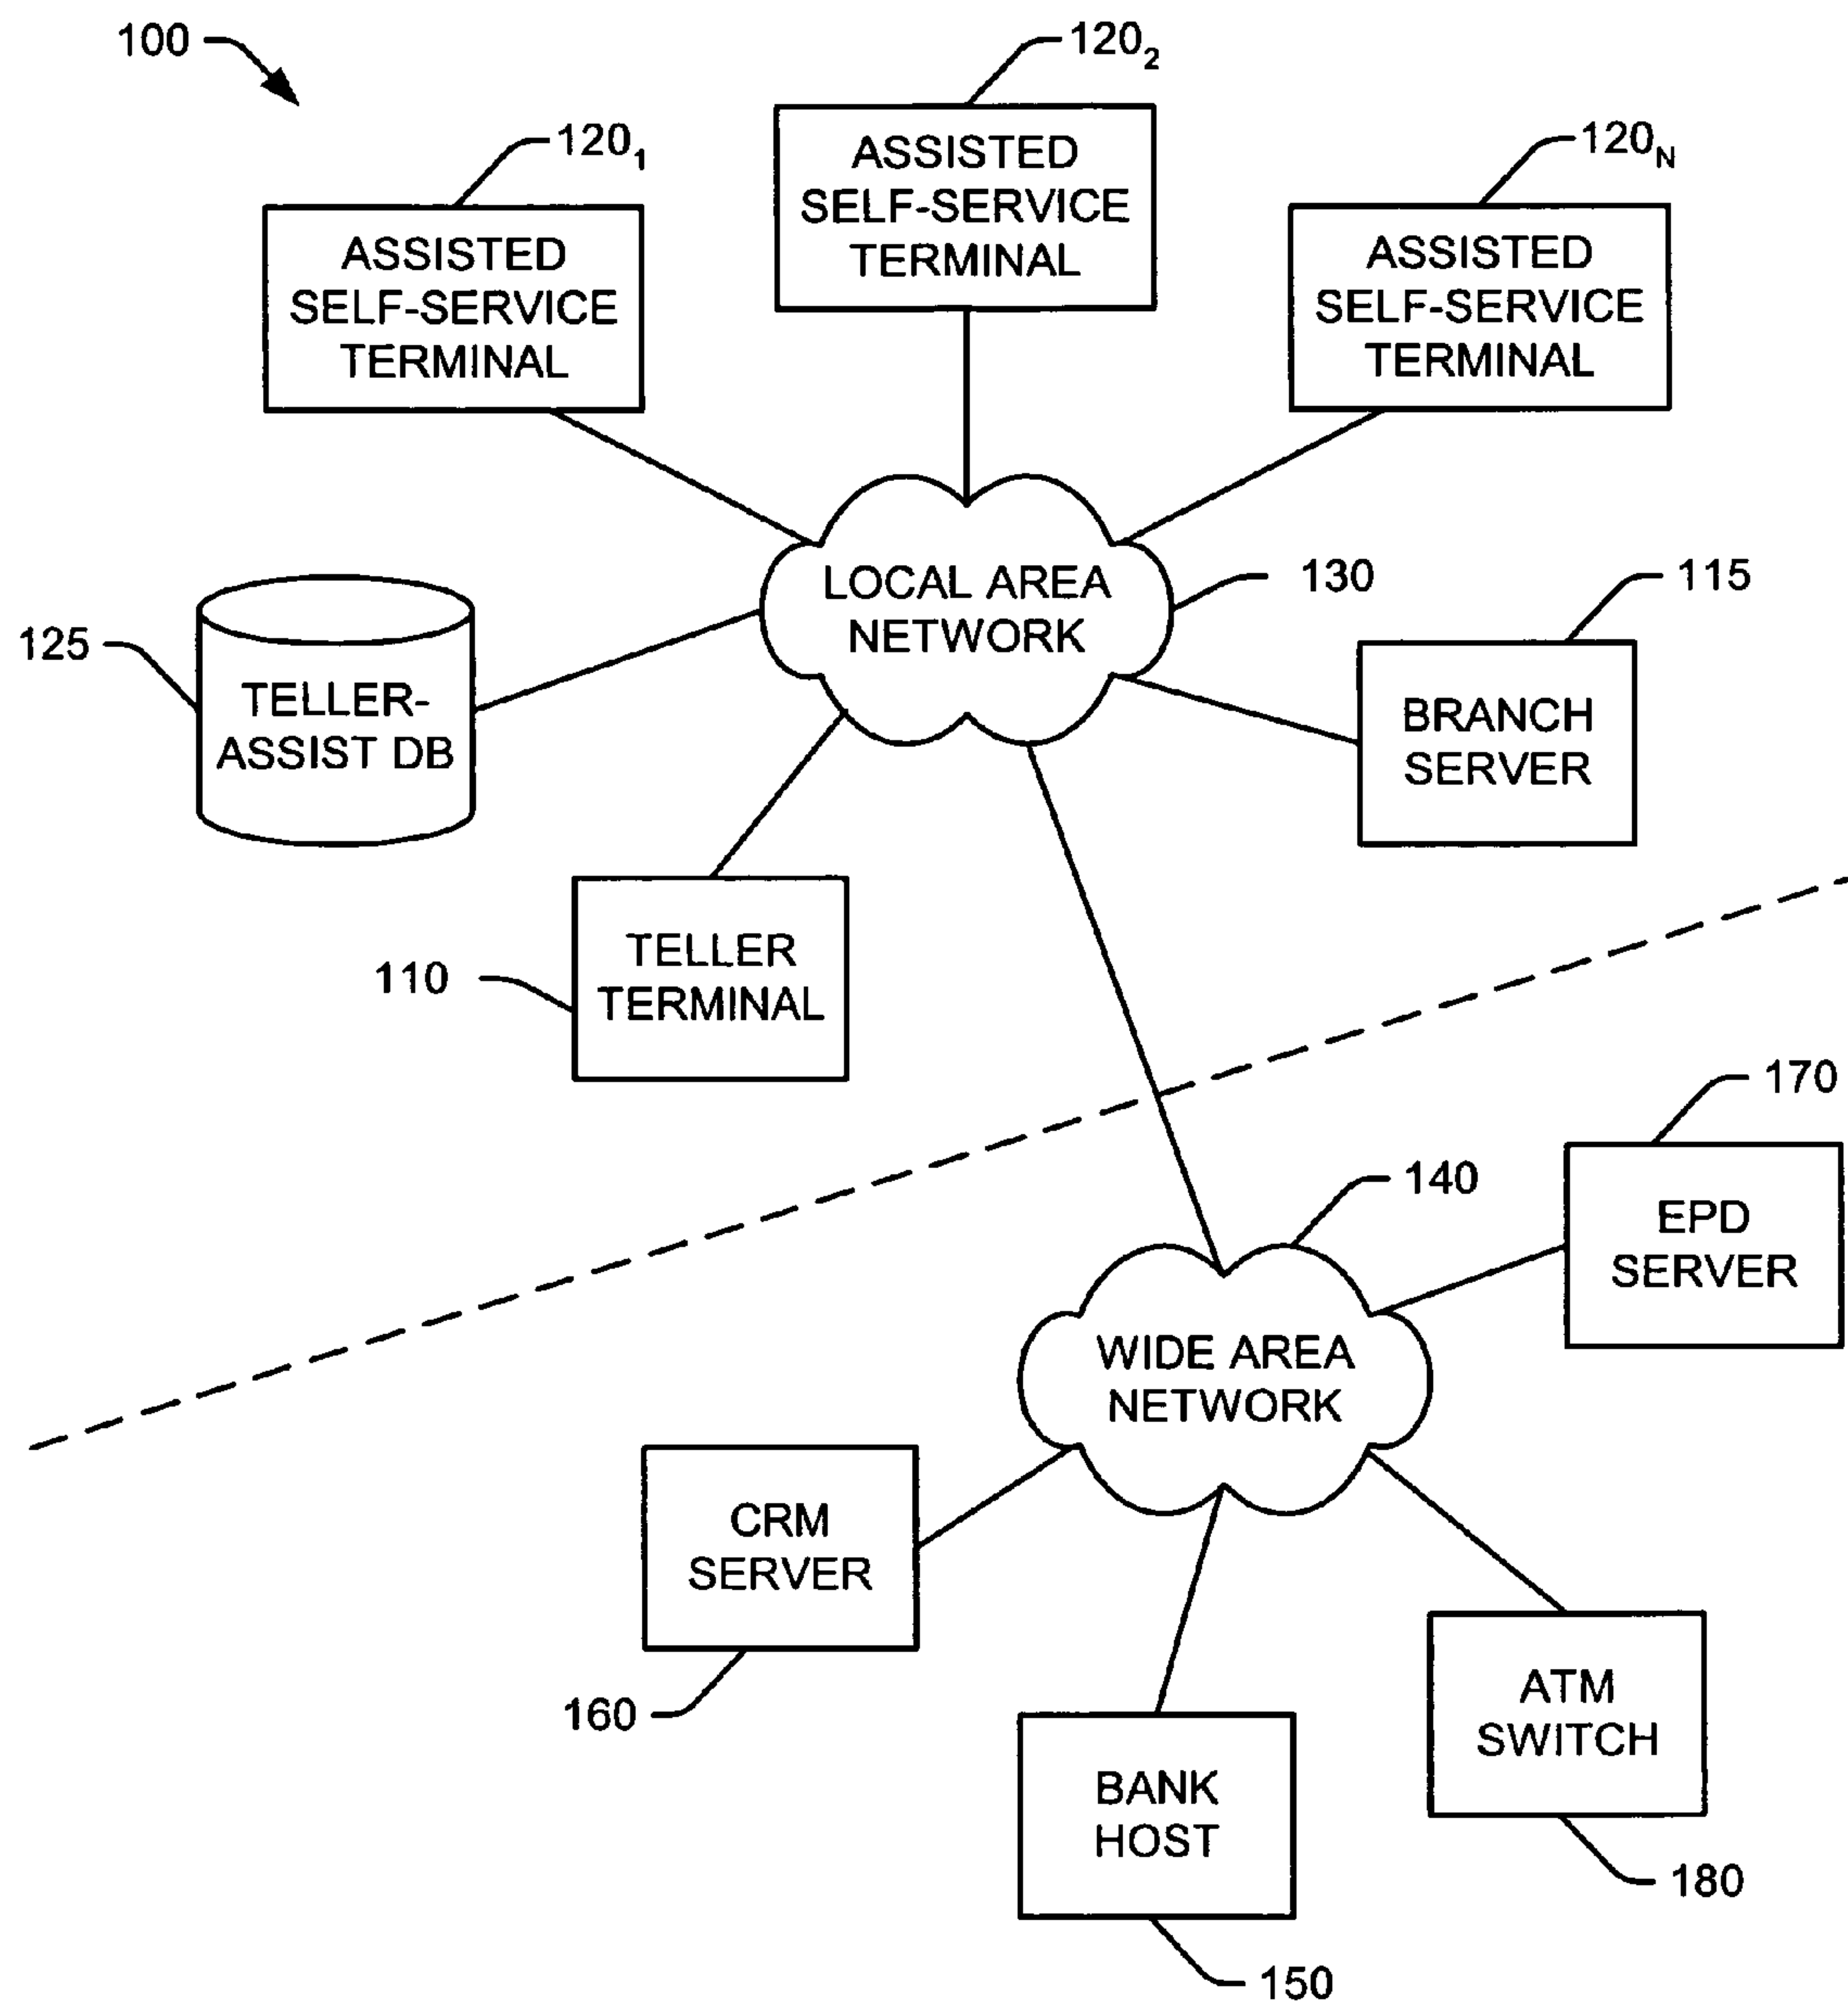 100
120₂
120₁
120_N
ASSISTED
SELF-SERVICE
TERMINAL
ASSISTED
SELF-SERVICE
TERMINAL
ASSISTED
SELF-SERVICE
TERMINAL
LOCAL AREA
NETWORK
130
115
125
TELLER-
ASSIST DB
BRANCH
SERVER
110
TELLER
TERMINAL
170
140
EPD
SERVER
WIDE AREA
NETWORK
CRM
SERVER
160
ATM
SWITCH
BANK
HOST
180
150